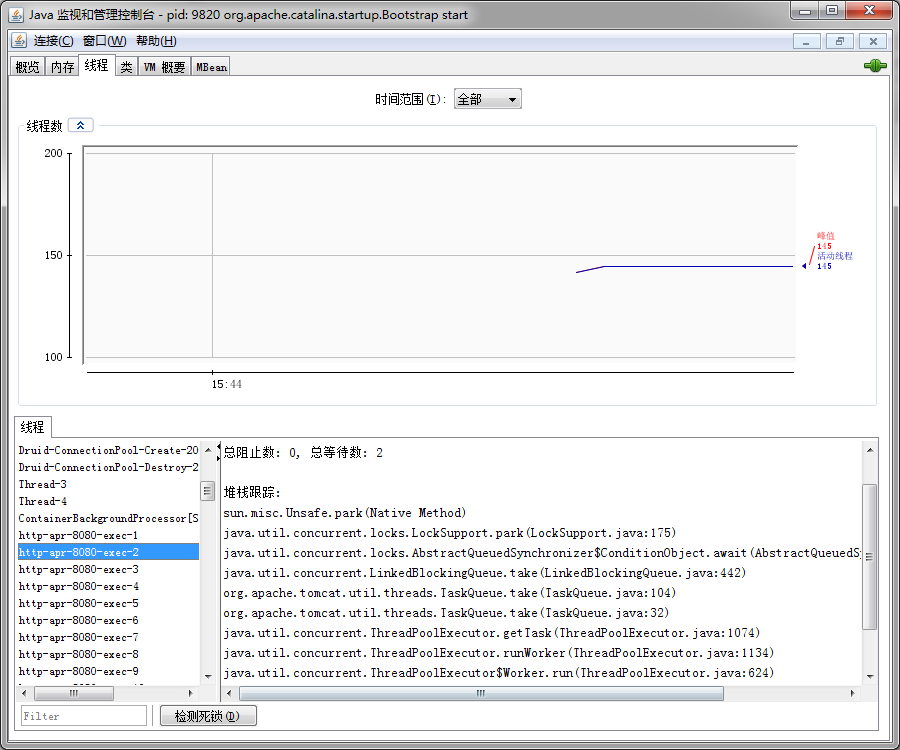 Java 监视和管理控制台 - pid: 9820 org.apache.catalina.startup.Bootstrap start
连接(C) 窗口(W) 帮助(H)
概览 内存 线程 类 VM 概要 MBean
时间范围(I): 全部
线程数
200
峰值
145
150
活动线程
145
100
15:44
线程
Druid-ConnectionPool-Create-20
Druid-ConnectionPool-Destroy-2
Thread-3
Thread-4
ContainerBackgroundProcessor[S
http-apr-8080-exec-1
http-apr-8080-exec-2
http-apr-8080-exec-3
http-apr-8080-exec-4
http-apr-8080-exec-5
http-apr-8080-exec-6
http-apr-8080-exec-7
http-apr-8080-exec-8
http-apr-8080-exec-9
总阻止数: 0, 总等待数: 2
堆栈跟踪:
sun.misc.Unsafe.park(Native Method)
java.util.concurrent.locks.LockSupport.park(LockSupport.java:175)
java.util.concurrent.locks.AbstractQueuedSynchronizer$ConditionObject.await(AbstractQueuedS
java.util.concurrent.LinkedBlockingQueue.take(LinkedBlockingQueue.java:442)
org.apache.tomcat.util.threads.TaskQueue.take(TaskQueue.java:104)
org.apache.tomcat.util.threads.TaskQueue.take(TaskQueue.java:32)
java.util.concurrent.ThreadPoolExecutor.getTask(ThreadPoolExecutor.java:1074)
java.util.concurrent.ThreadPoolExecutor.runWorker(ThreadPoolExecutor.java:1134)
java.util.concurrent.ThreadPoolExecutor$Worker.run(ThreadPoolExecutor.java:624)
Filter
检测死锁(D)